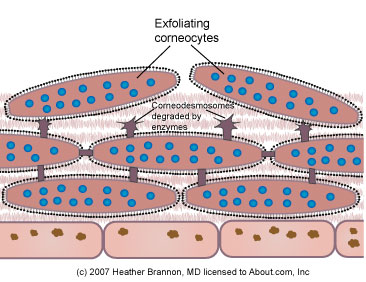 Exfoliating
corneocytes
Corneodesmosomes
degraded by
enzymes
(c) 2007 Heather Brannon, MD licensed to About.com, Inc